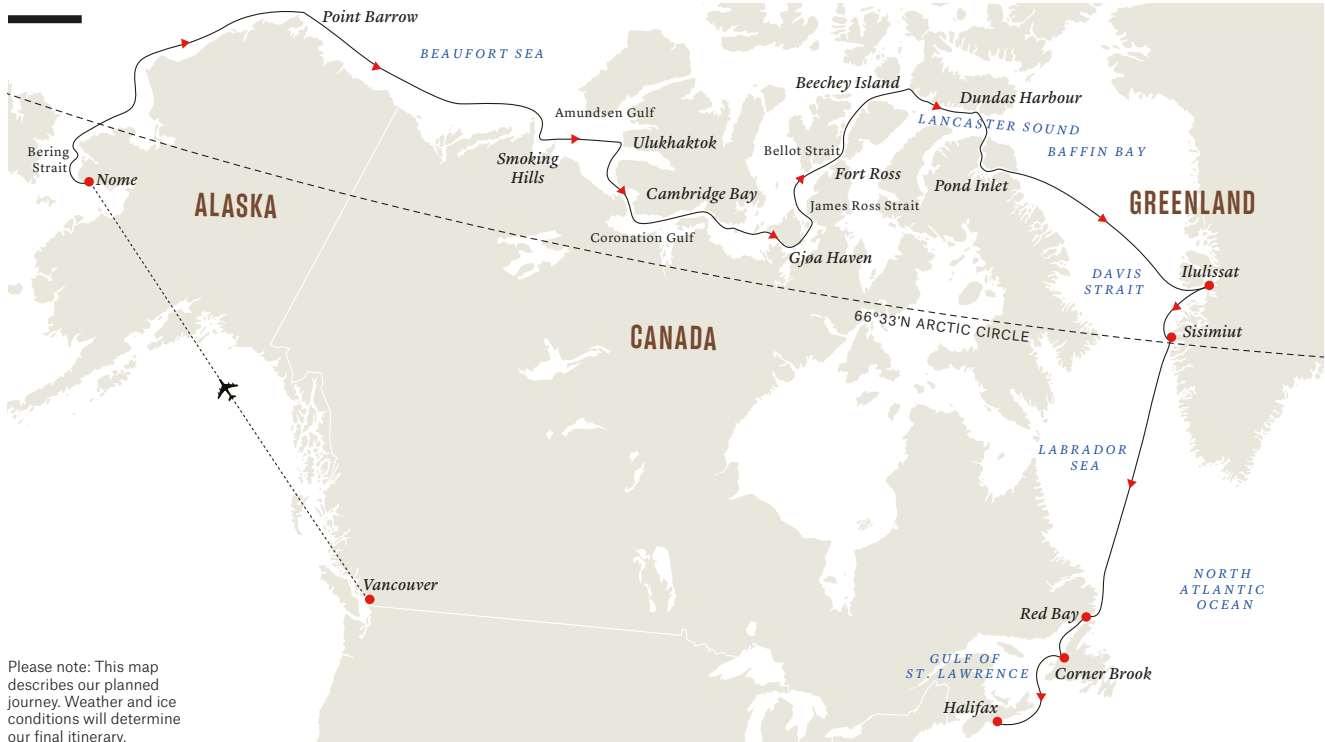 Point Barrow
BEAUFORT SEA
Beechey Island
Dundas Harbour
Amundsen Gulf
LANCASTER SOUND
Ulukhaktok
Bellot Strait
BAFFIN BAY
Bering
Strait
Smoking
Hills
Nome
Fort Ross
Pond Inlet
Cambridge Bay
ALASKA
James Ross Strait
GREENLAND
Coronation Gulf
Gjøa Haven
DAVIS
STRAIT
Ilulissat
66°33'N ARCTIC CIRCLE
CANADA
Sisimiut
LABRADOR
SEA
Vancouver
NORTH
ATLANTIC
OCEAN
Red Bay
GULF OF
ST. LAWRENCE
Corner Brook
Halifax
Please note: This map
describes our planned
journey. Weather and ice
conditions will determine
our final itinerary.